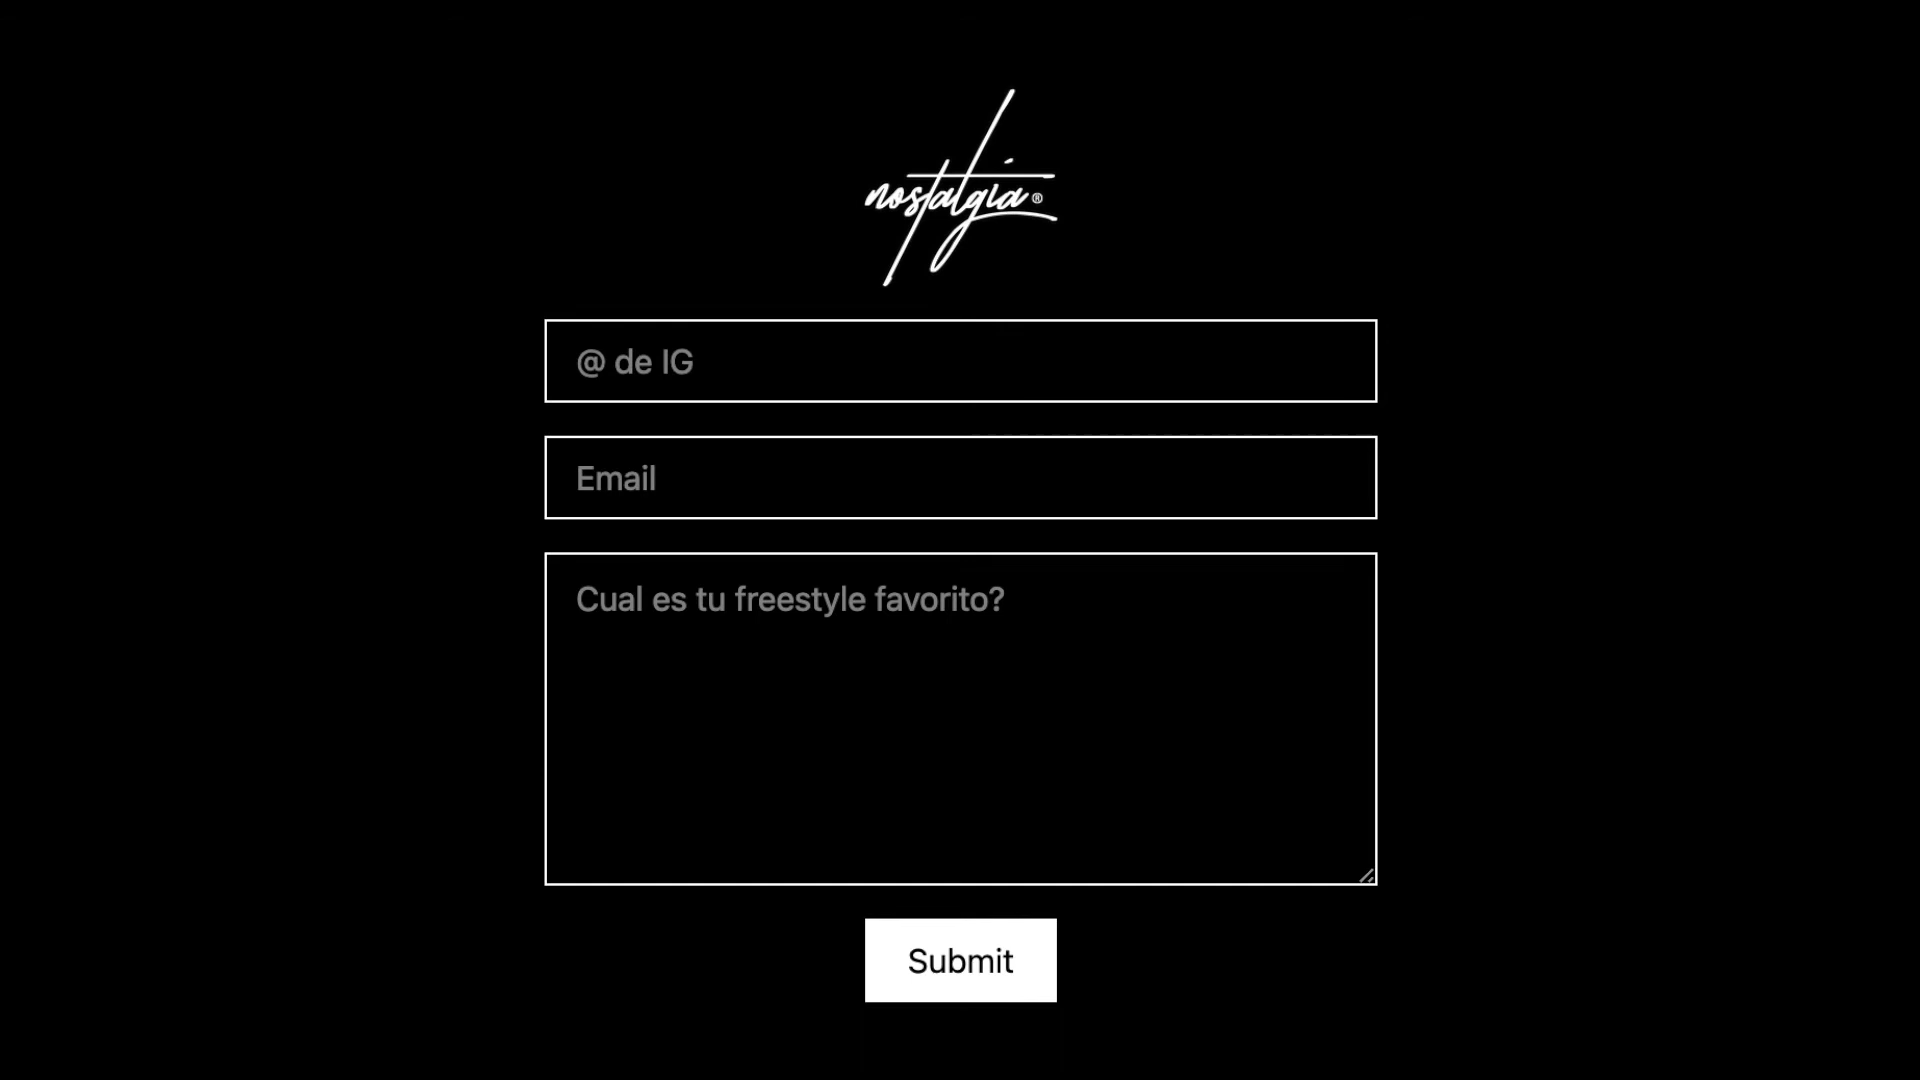 nostalgia®
@ de IG
Email
Cual es tu freestyle favorito?
Submit